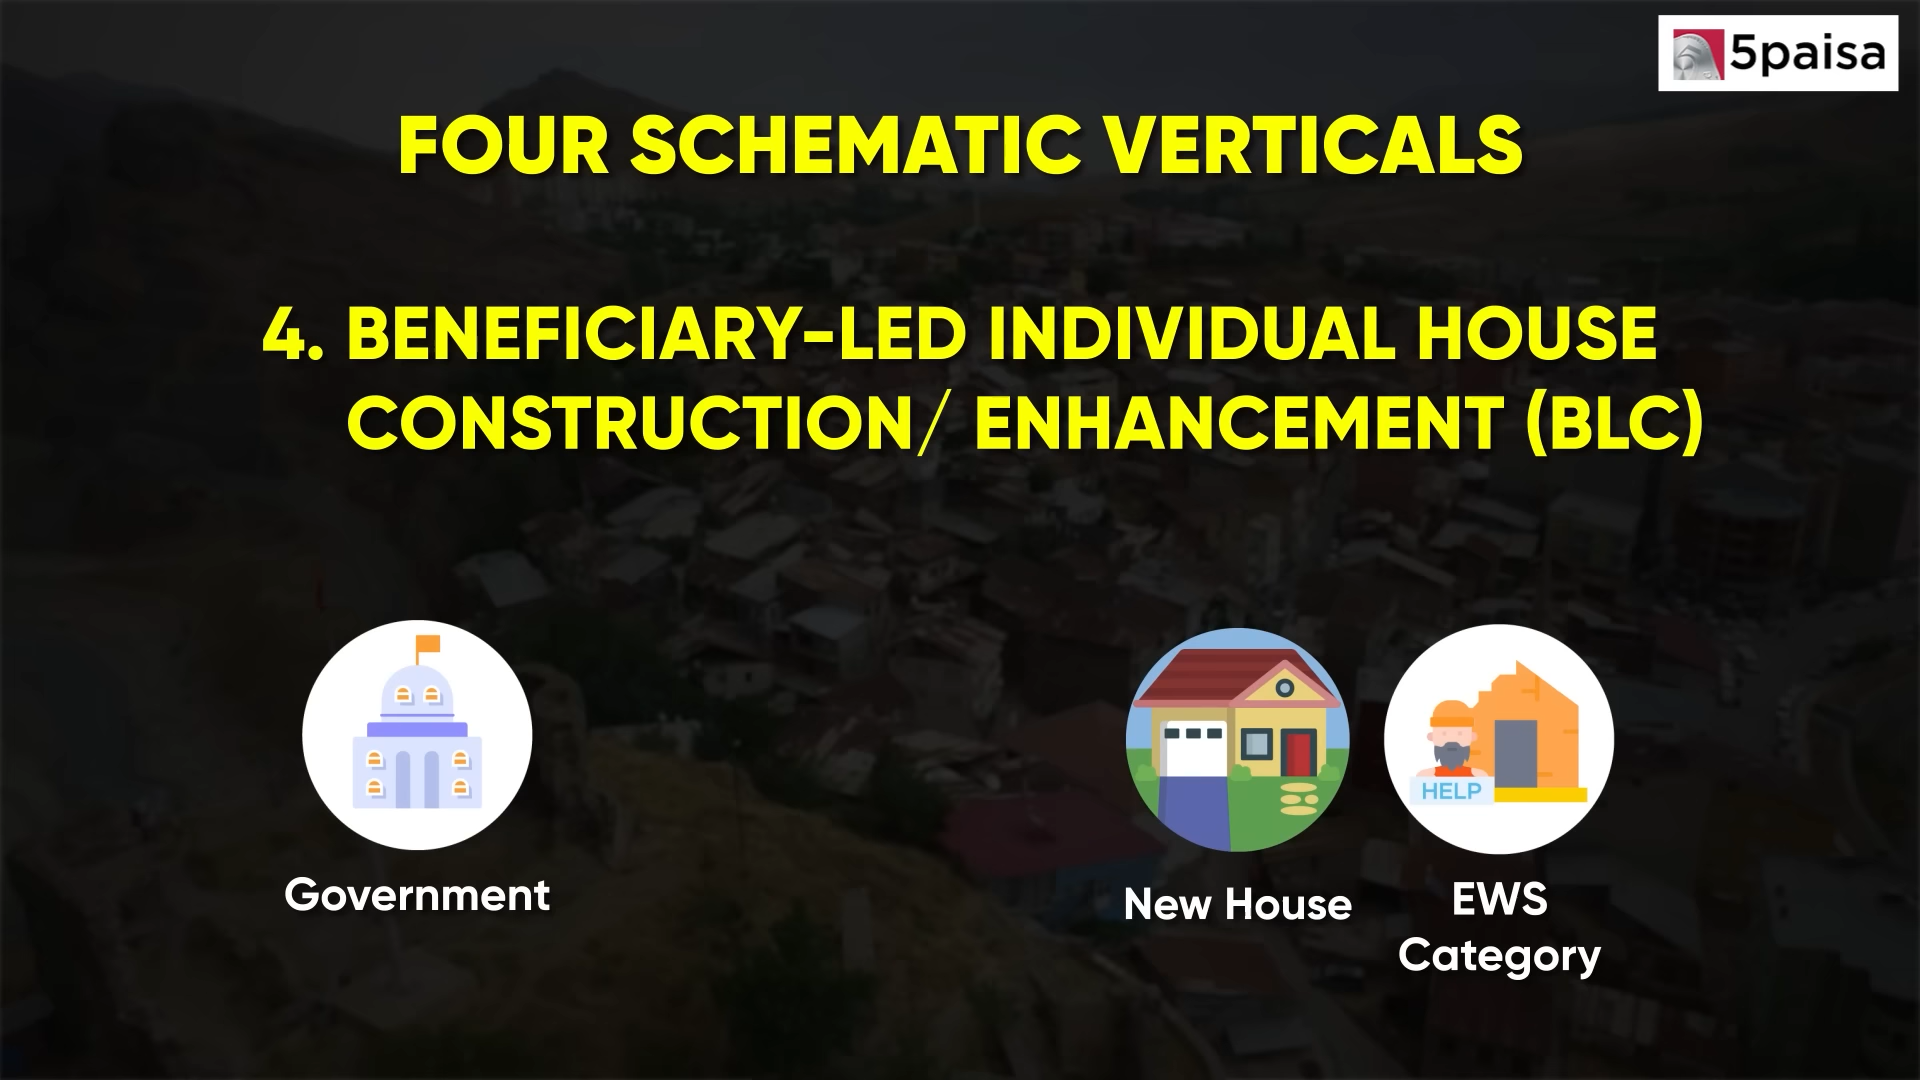 5paisa
FOUR SCHEMATIC VERTICALS
4. BENEFICIARY-LED INDIVIDUAL HOUSE
CONSTRUCTION/ ENHANCEMENT (BLC)
HELP
Government
New House
EWS
Category